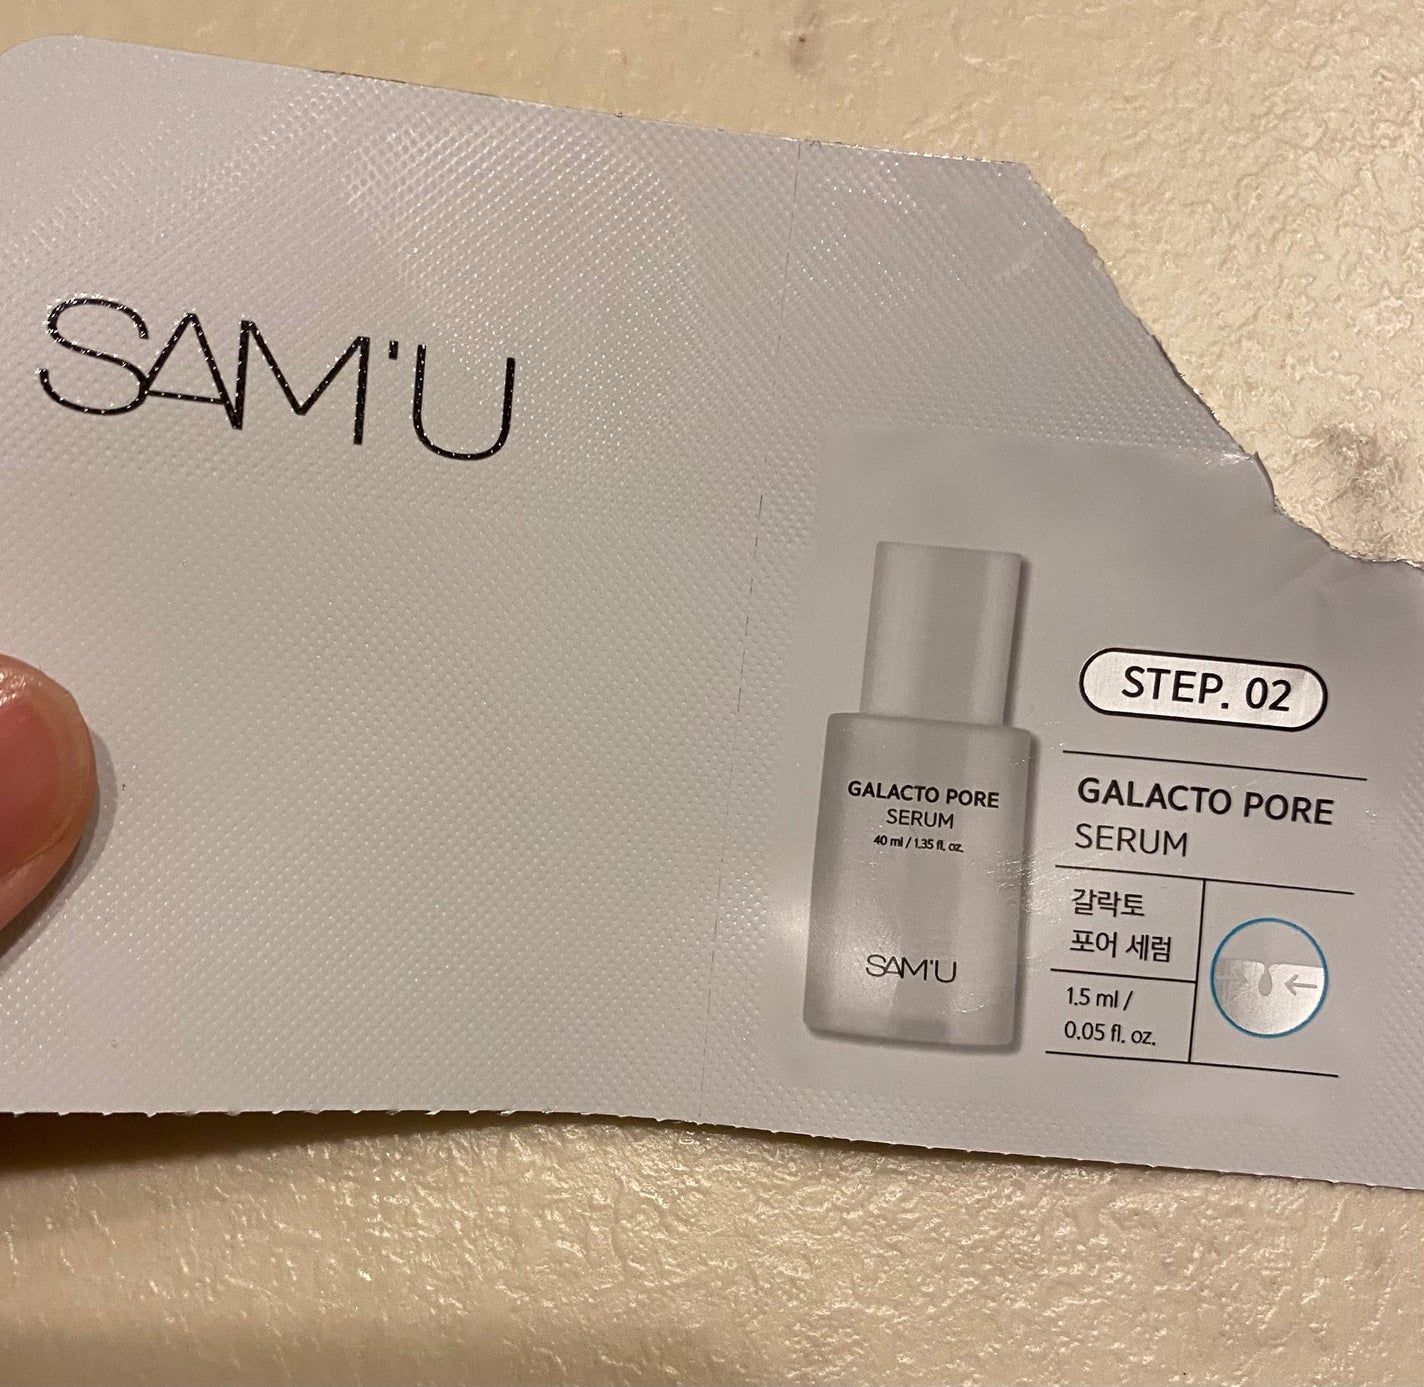 SAM'U
GALACTO PORE
SERUM
40 ml / 1.35 fl. oz.
SAM'U
STEP. 02
GALACTO PORE
SERUM
갈락토
포어 세럼
1.5 ml /
0.05 fl. oz.